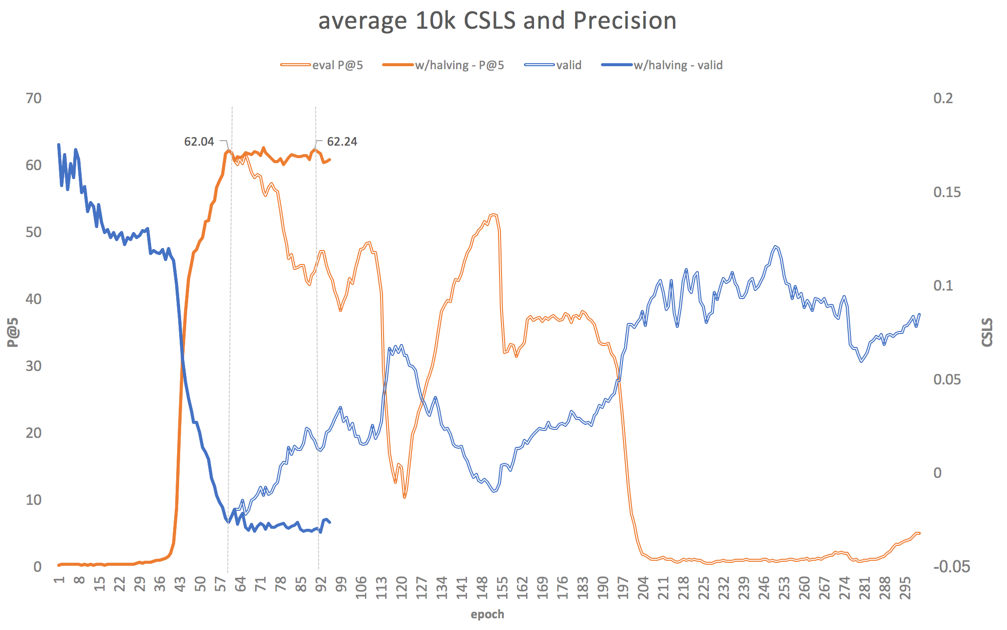 average 10k CSLS and Precision
eval P@5 w/halving - P@5 valid w/halving - valid
70 0.2
62.04 62.24
60
0.15
50
40 0.1
P@5 CSLS
30
0.05
20
0
10
0 -0.05
1 8 15 22 29 36 43 50 57 64 71 78 85 92 99 106 113 120 127 134 141 148 155 162 169 176 183 190 197 204 211 218 225 232 239 246 253 260 267 274 281 288 295
epoch